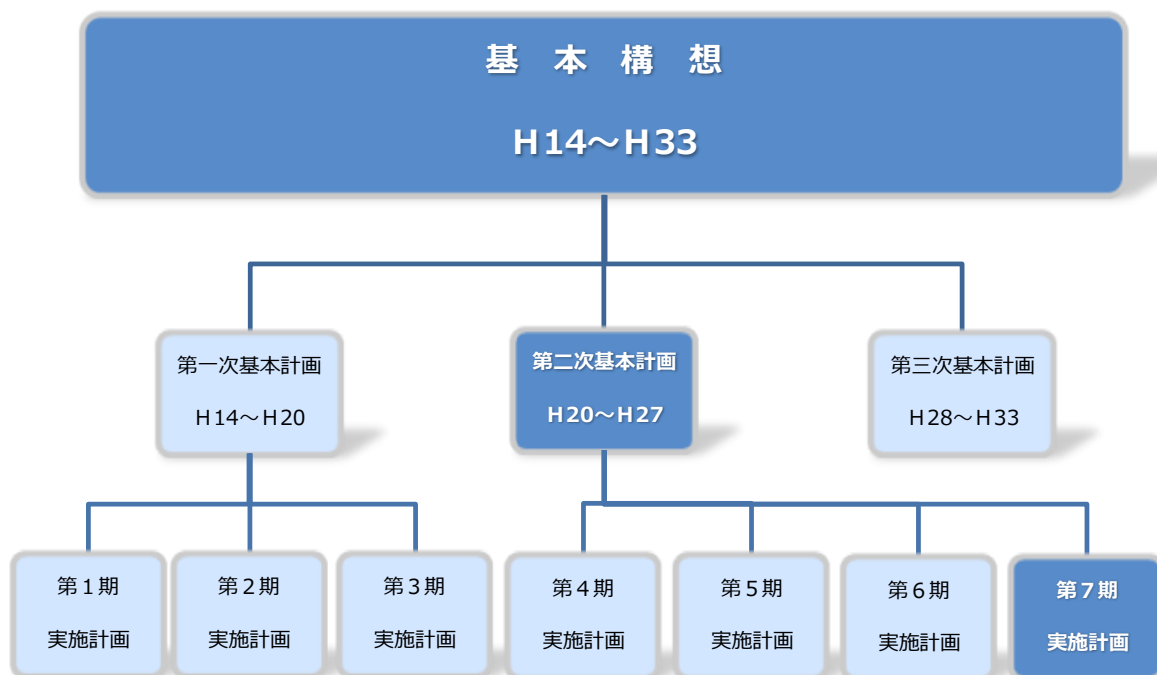 基 本 構 想
H14～H33
第一次基本計画
H14～H20
第二次基本計画
H20～H27
第三次基本計画
H28～H33
第１期
実施計画
第２期
実施計画
第３期
実施計画
第４期
実施計画
第５期
実施計画
第６期
実施計画
第７期
実施計画